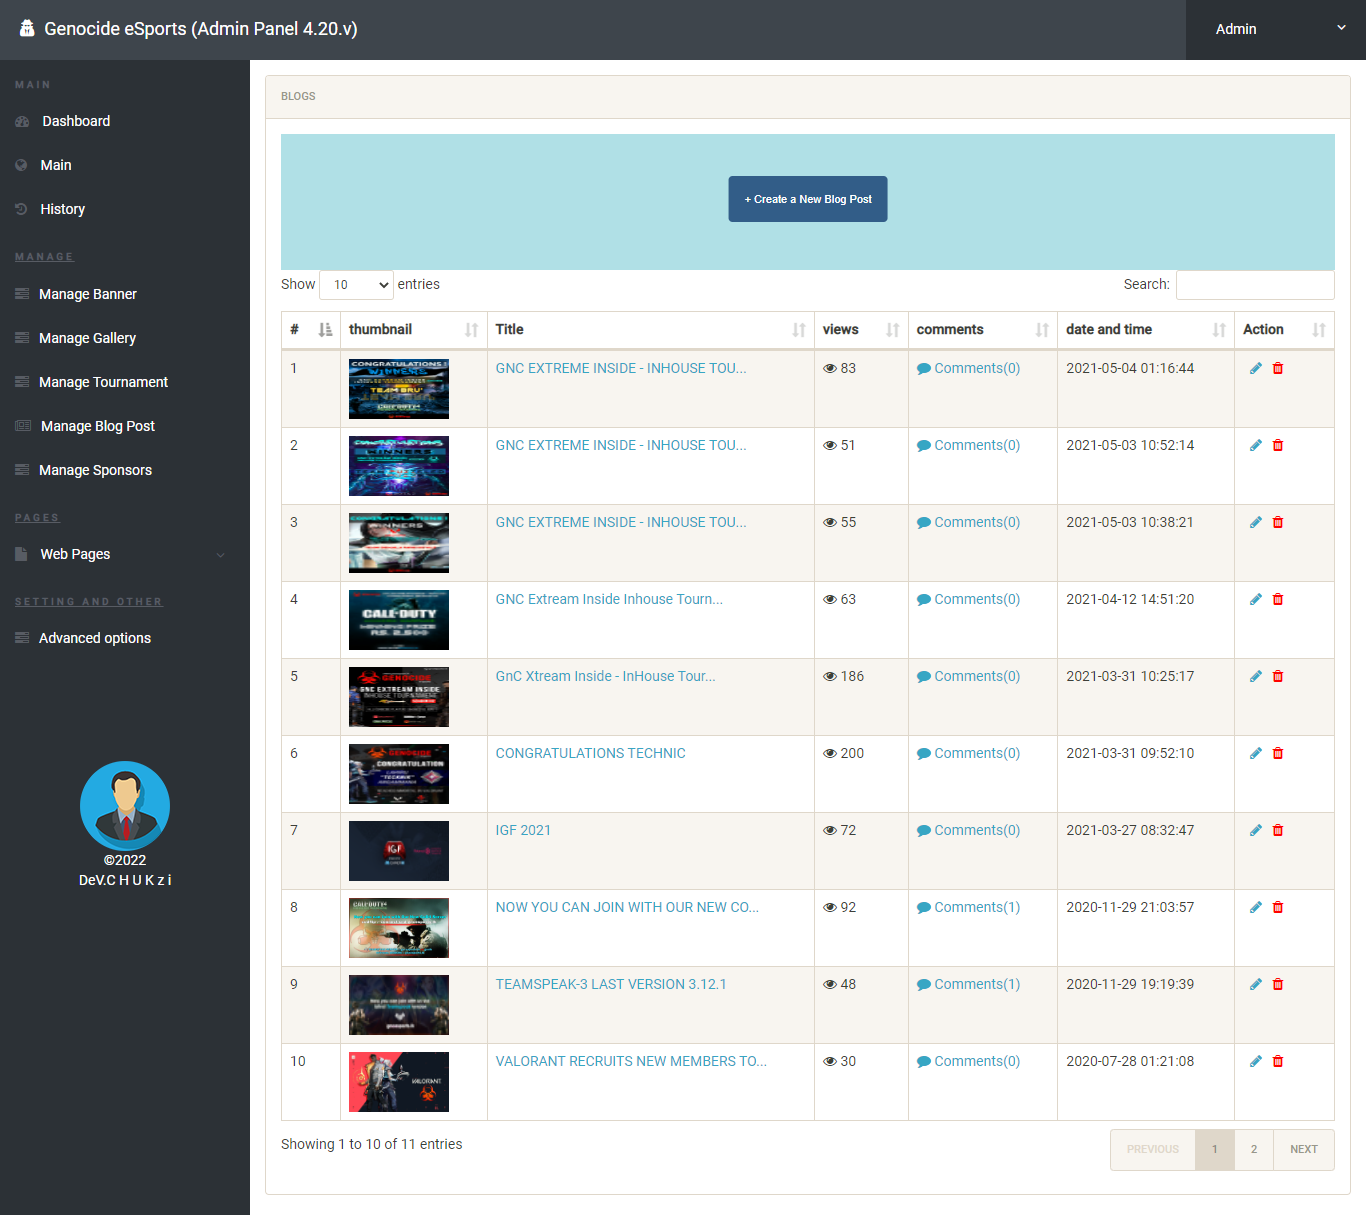 Genocide eSports (Admin Panel 4.20.v)
Admin
MAIN
Dashboard
Main
History
MANAGE
Manage Banner
Manage Gallery
Manage Tournament
Manage Blog Post
Manage Sponsors
PAGES
Web Pages
SETTING AND OTHER
Advanced options
©2022
DeV.C H U K z i
BLOGS
+ Create a New Blog Post
Show 10 entries
Search:
# thumbnail Title views comments date and time Action
1 GNC EXTREME INSIDE - INHOUSE TOU... 83 Comments(0) 2021-05-04 01:16:44
CONGRATULATIONS !
WINNERS
CALL OF DUTY 4
2 GNC EXTREME INSIDE - INHOUSE TOU... 51 Comments(0) 2021-05-03 10:52:14
CONGRATULATIONS
WINNERS
3 GNC EXTREME INSIDE - INHOUSE TOU... 55 Comments(0) 2021-05-03 10:38:21
CONGRATULATIONS !
WINNERS
4 GNC Extream Inside Inhouse Tourn... 63 Comments(0) 2021-04-12 14:51:20
CALL·DUTY
WINNING PRIZE
RS. 2,500
5 GnC Xtream Inside - InHouse Tour... 186 Comments(0) 2021-03-31 10:25:17
GENOCIDE
GNC EXTREAM INSIDE
INHOUSE TOURNAMENT
6 CONGRATULATIONS TECHNIC 200 Comments(0) 2021-03-31 09:52:10
GENOCIDE
CONGRATULATION
"TECHNIK"
7 IGF 2021 72 Comments(0) 2021-03-27 08:32:47
IGF
8 NOW YOU CAN JOIN WITH OUR NEW CO... 92 Comments(1) 2020-11-29 21:03:57
CALL OF DUTY 4
9 TEAMSPEAK-3 LAST VERSION 3.12.1 48 Comments(1) 2020-11-29 19:19:39
10 VALORANT RECRUITS NEW MEMBERS TO... 30 Comments(0) 2020-07-28 01:21:08
VALORANT
Showing 1 to 10 of 11 entries
PREVIOUS 1 2 NEXT